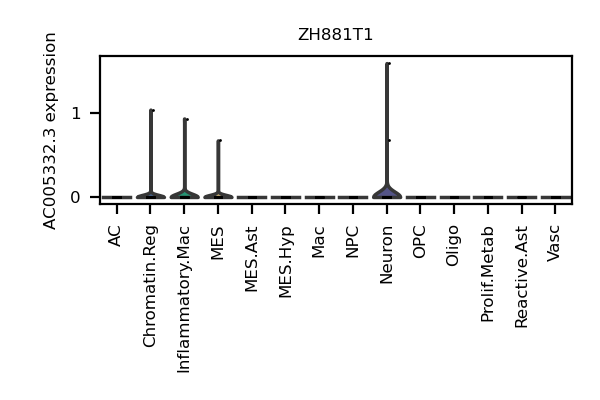 ZH881T1
AC005332.3 expression
1
0
AC
Chromatin.Reg
Inflammatory.Mac
MES
MES.Ast
MES.Hyp
Mac
NPC
Neuron
OPC
Oligo
Prolif.Metab
Reactive.Ast
Vasc